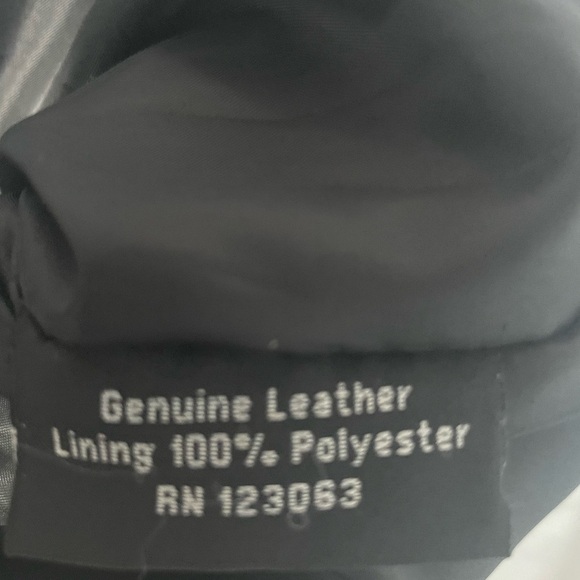 Genuine Leather
Lining 100% Polyester
RN 123063